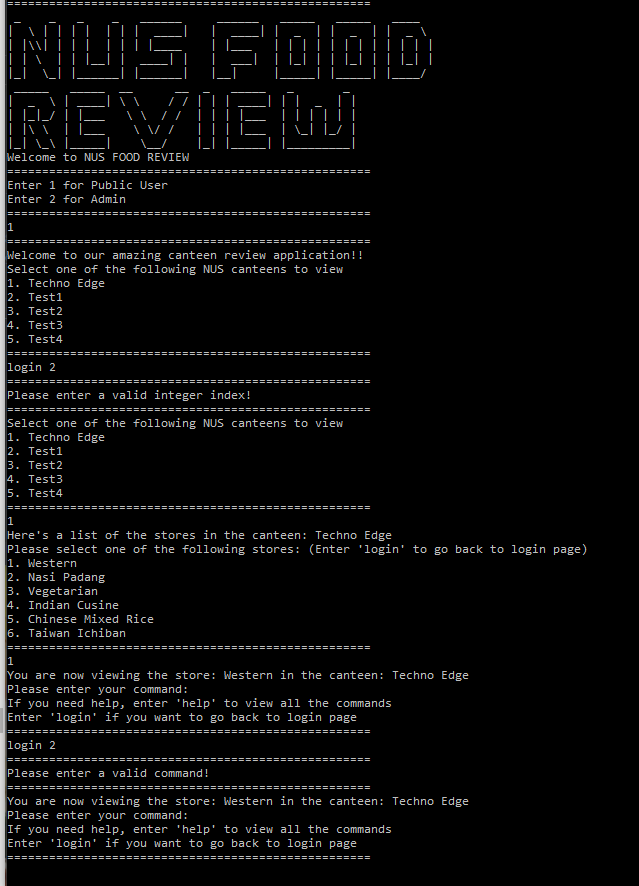 ==================================================
NUS FOOD
REVIEW
Welcome to NUS FOOD REVIEW
==================================================
Enter 1 for Public User
Enter 2 for Admin
==================================================
1
==================================================
Welcome to our amazing canteen review application!!
Select one of the following NUS canteens to view
1. Techno Edge
2. Test1
3. Test2
4. Test3
5. Test4
==================================================
login 2
==================================================
Please enter a valid integer index!
==================================================
Select one of the following NUS canteens to view
1. Techno Edge
2. Test1
3. Test2
4. Test3
5. Test4
==================================================
1
Here's a list of the stores in the canteen: Techno Edge
Please select one of the following stores: (Enter 'login' to go back to login page)
1. Western
2. Nasi Padang
3. Vegetarian
4. Indian Cusine
5. Chinese Mixed Rice
6. Taiwan Ichiban
==================================================
1
You are now viewing the store: Western in the canteen: Techno Edge
Please enter your command:
If you need help, enter 'help' to view all the commands
Enter 'login' if you want to go back to login page
==================================================
login 2
==================================================
Please enter a valid command!
==================================================
You are now viewing the store: Western in the canteen: Techno Edge
Please enter your command:
If you need help, enter 'help' to view all the commands
Enter 'login' if you want to go back to login page
==================================================